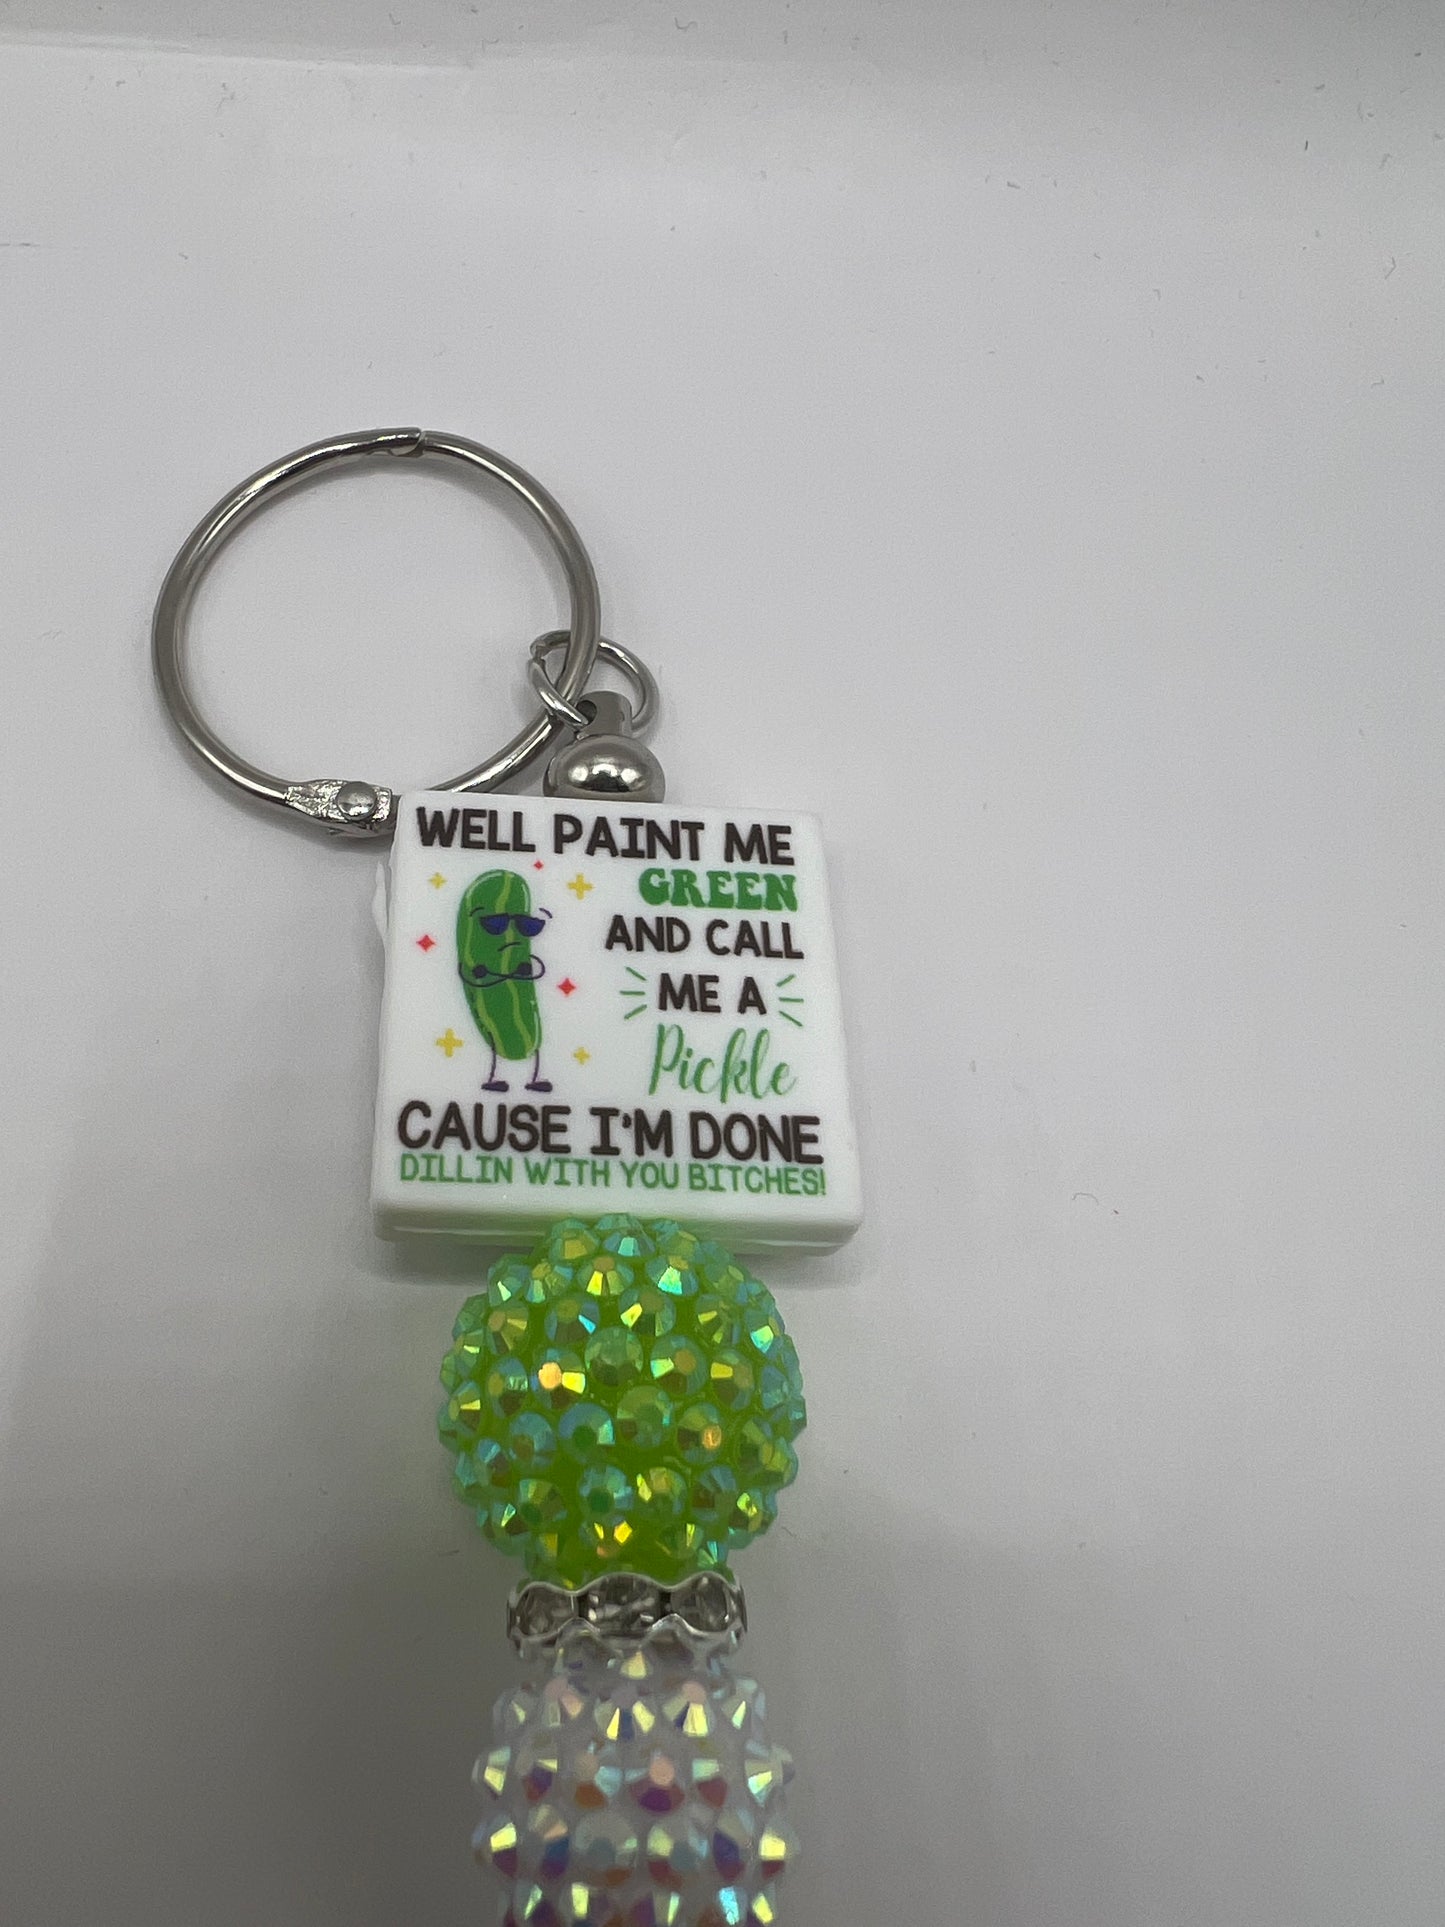 WELL PAINT ME
GREEN
AND CALL
ME A
Pickle
CAUSE I'M DONE
DILLIN WITH YOU BITCHES!